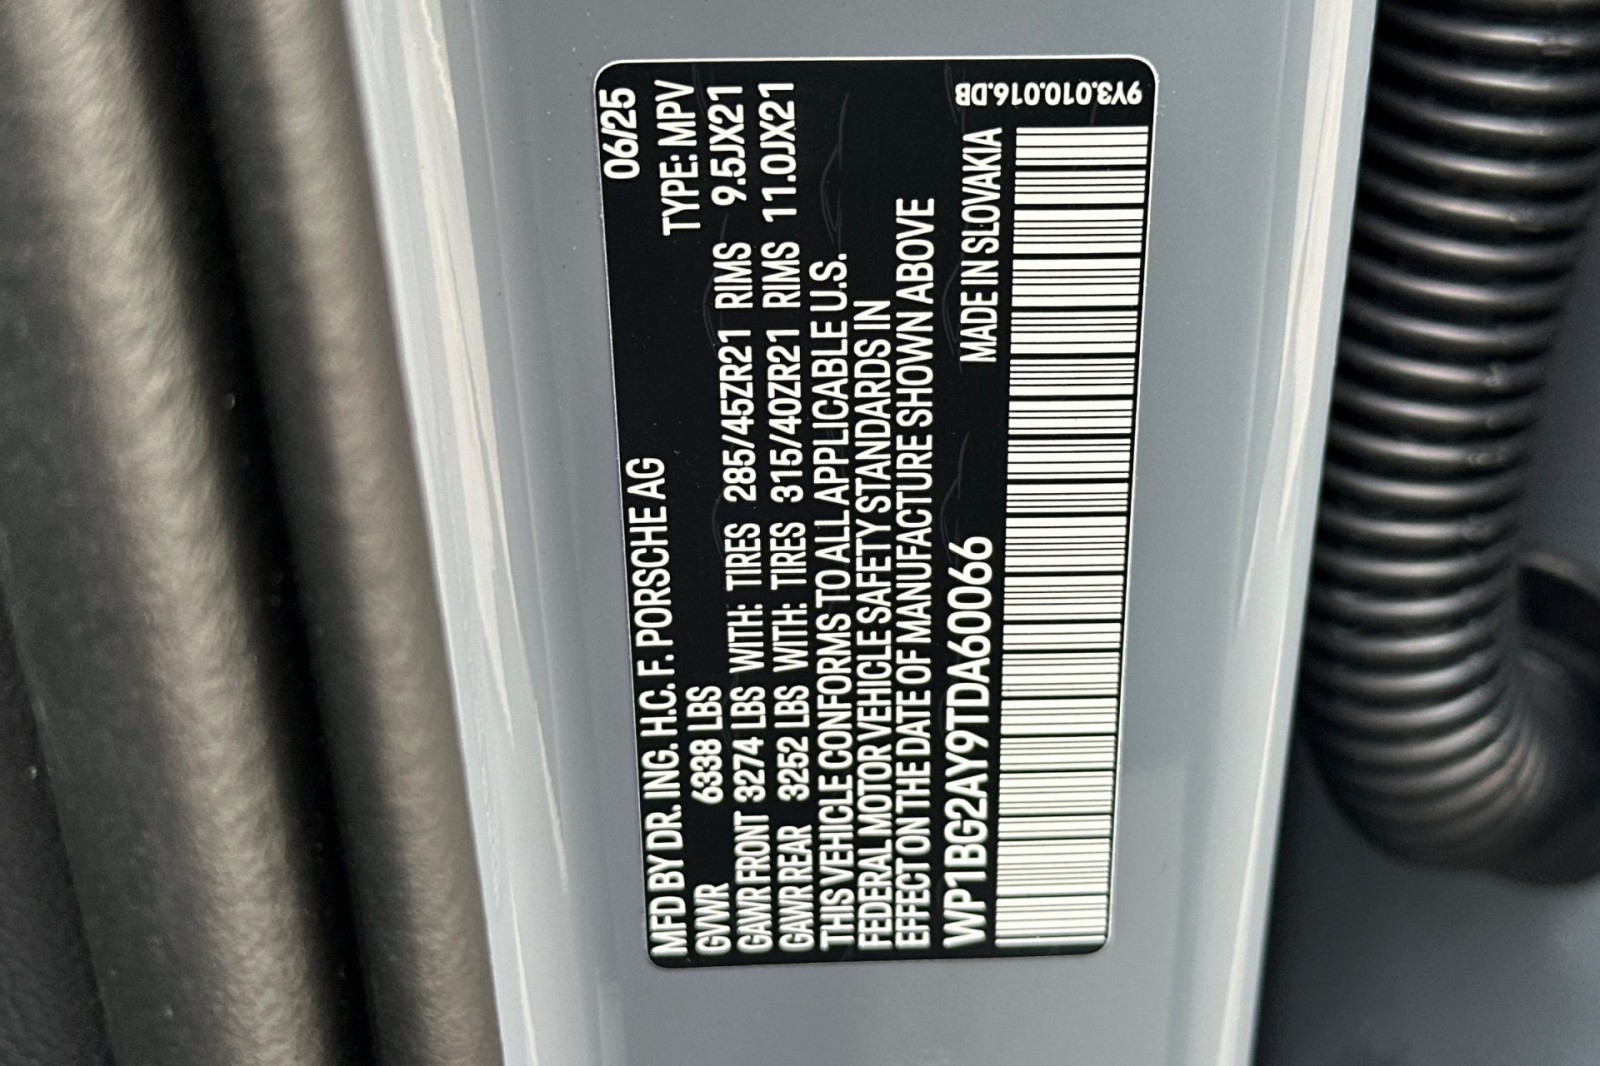 MFD BY DR. ING. H.C. F. PORSCHE AG 06/25
GVWR 6338 LBS TYPE: MPV
GAWR FRONT 3274 LBS WITH: TIRES 285/45ZR21 RIMS 9.5JX21
GAWR REAR 3252 LBS WITH: TIRES 315/40ZR21 RIMS 11.0JX21
THIS VEHICLE CONFORMS TO ALL APPLICABLE U.S.
FEDERAL MOTOR VEHICLE SAFETY STANDARDS IN
EFFECT ON THE DATE OF MANUFACTURE SHOWN ABOVE
WP1BG2AY9TDA60066 MADE IN SLOVAKIA
9Y3.010.016.DB